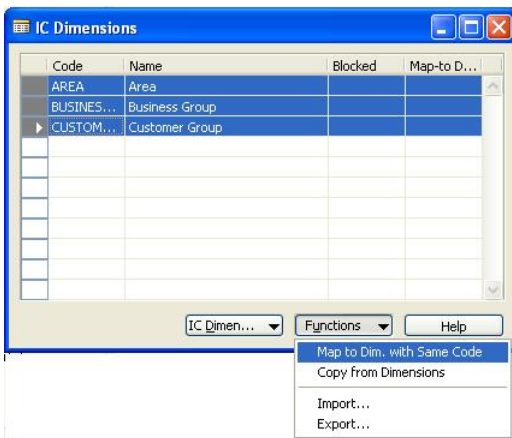 IC Dimensions
Code Name Blocked Map-to D...
AREA Area
BUSINES... Business Group
CUSTOM... Customer Group
IC Dimen... Functions Help
Map to Dim. with Same Code
Copy from Dimensions
Import...
Export...